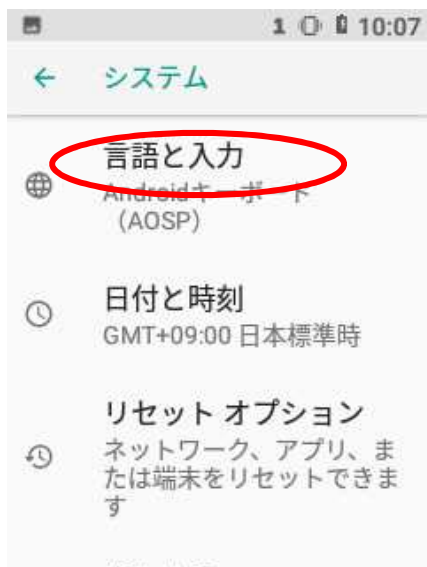 1 10:07
システム
言語と入力
Androidキーボード
（AOSP）
日付と時刻
GMT+09:00 日本標準時
リセット オプション
ネットワーク、アプリ、ま
たは端末をリセットできま
す